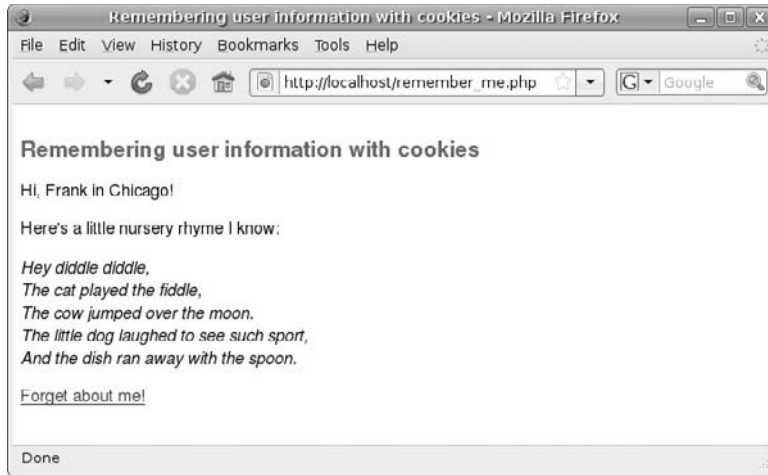 Remembering user information with cookies - Mozilla Firefox
File Edit View History Bookmarks Tools Help
http://localhost/remember_me.php G Google
Remembering user information with cookies
Hi, Frank in Chicago!
Here's a little nursery rhyme I know:
Hey diddle diddle,
The cat played the fiddle,
The cow jumped over the moon.
The little dog laughed to see such sport,
And the dish ran away with the spoon.
Forget about me!
Done